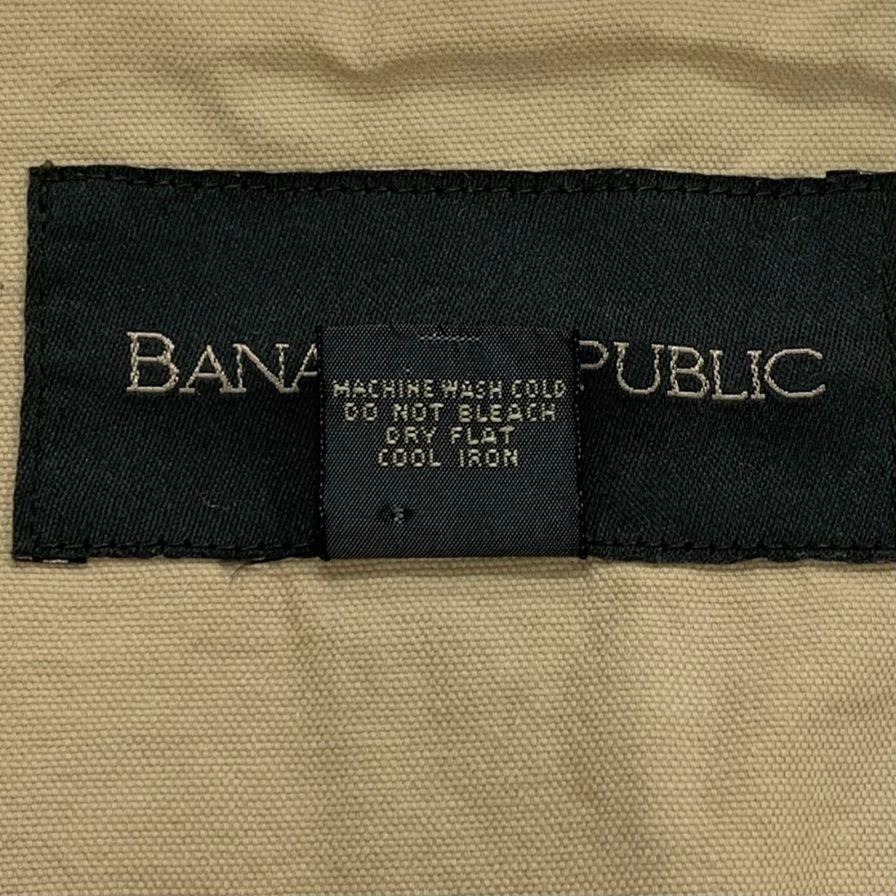 BANA PUBLIC
MACHINE WASH COLD
DO NOT BLEACH
DRY FLAT
COOL IRON